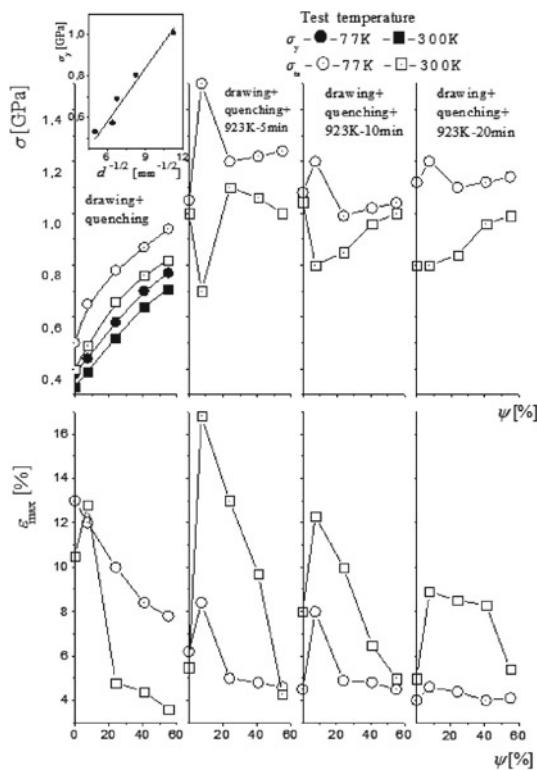 Test temperature
σy -77K -300K
σu -77K -300K
σy [GPa]
1,0
0,8
0,6
6 9 12
d^-1/2 [mm^-1/2]
drawing+
quenching
drawing+
quenching+
923K-5min
drawing+
quenching+
923K-10min
drawing+
quenching+
923K-20min
σ [GPa]
1,4
1,2
1,0
0,8
0,6
0,4
ψ[%]
εmax [%]
16
14
12
10
8
6
4
0 20 40 60 20 40 60 20 40 60 20 40 60
ψ[%]